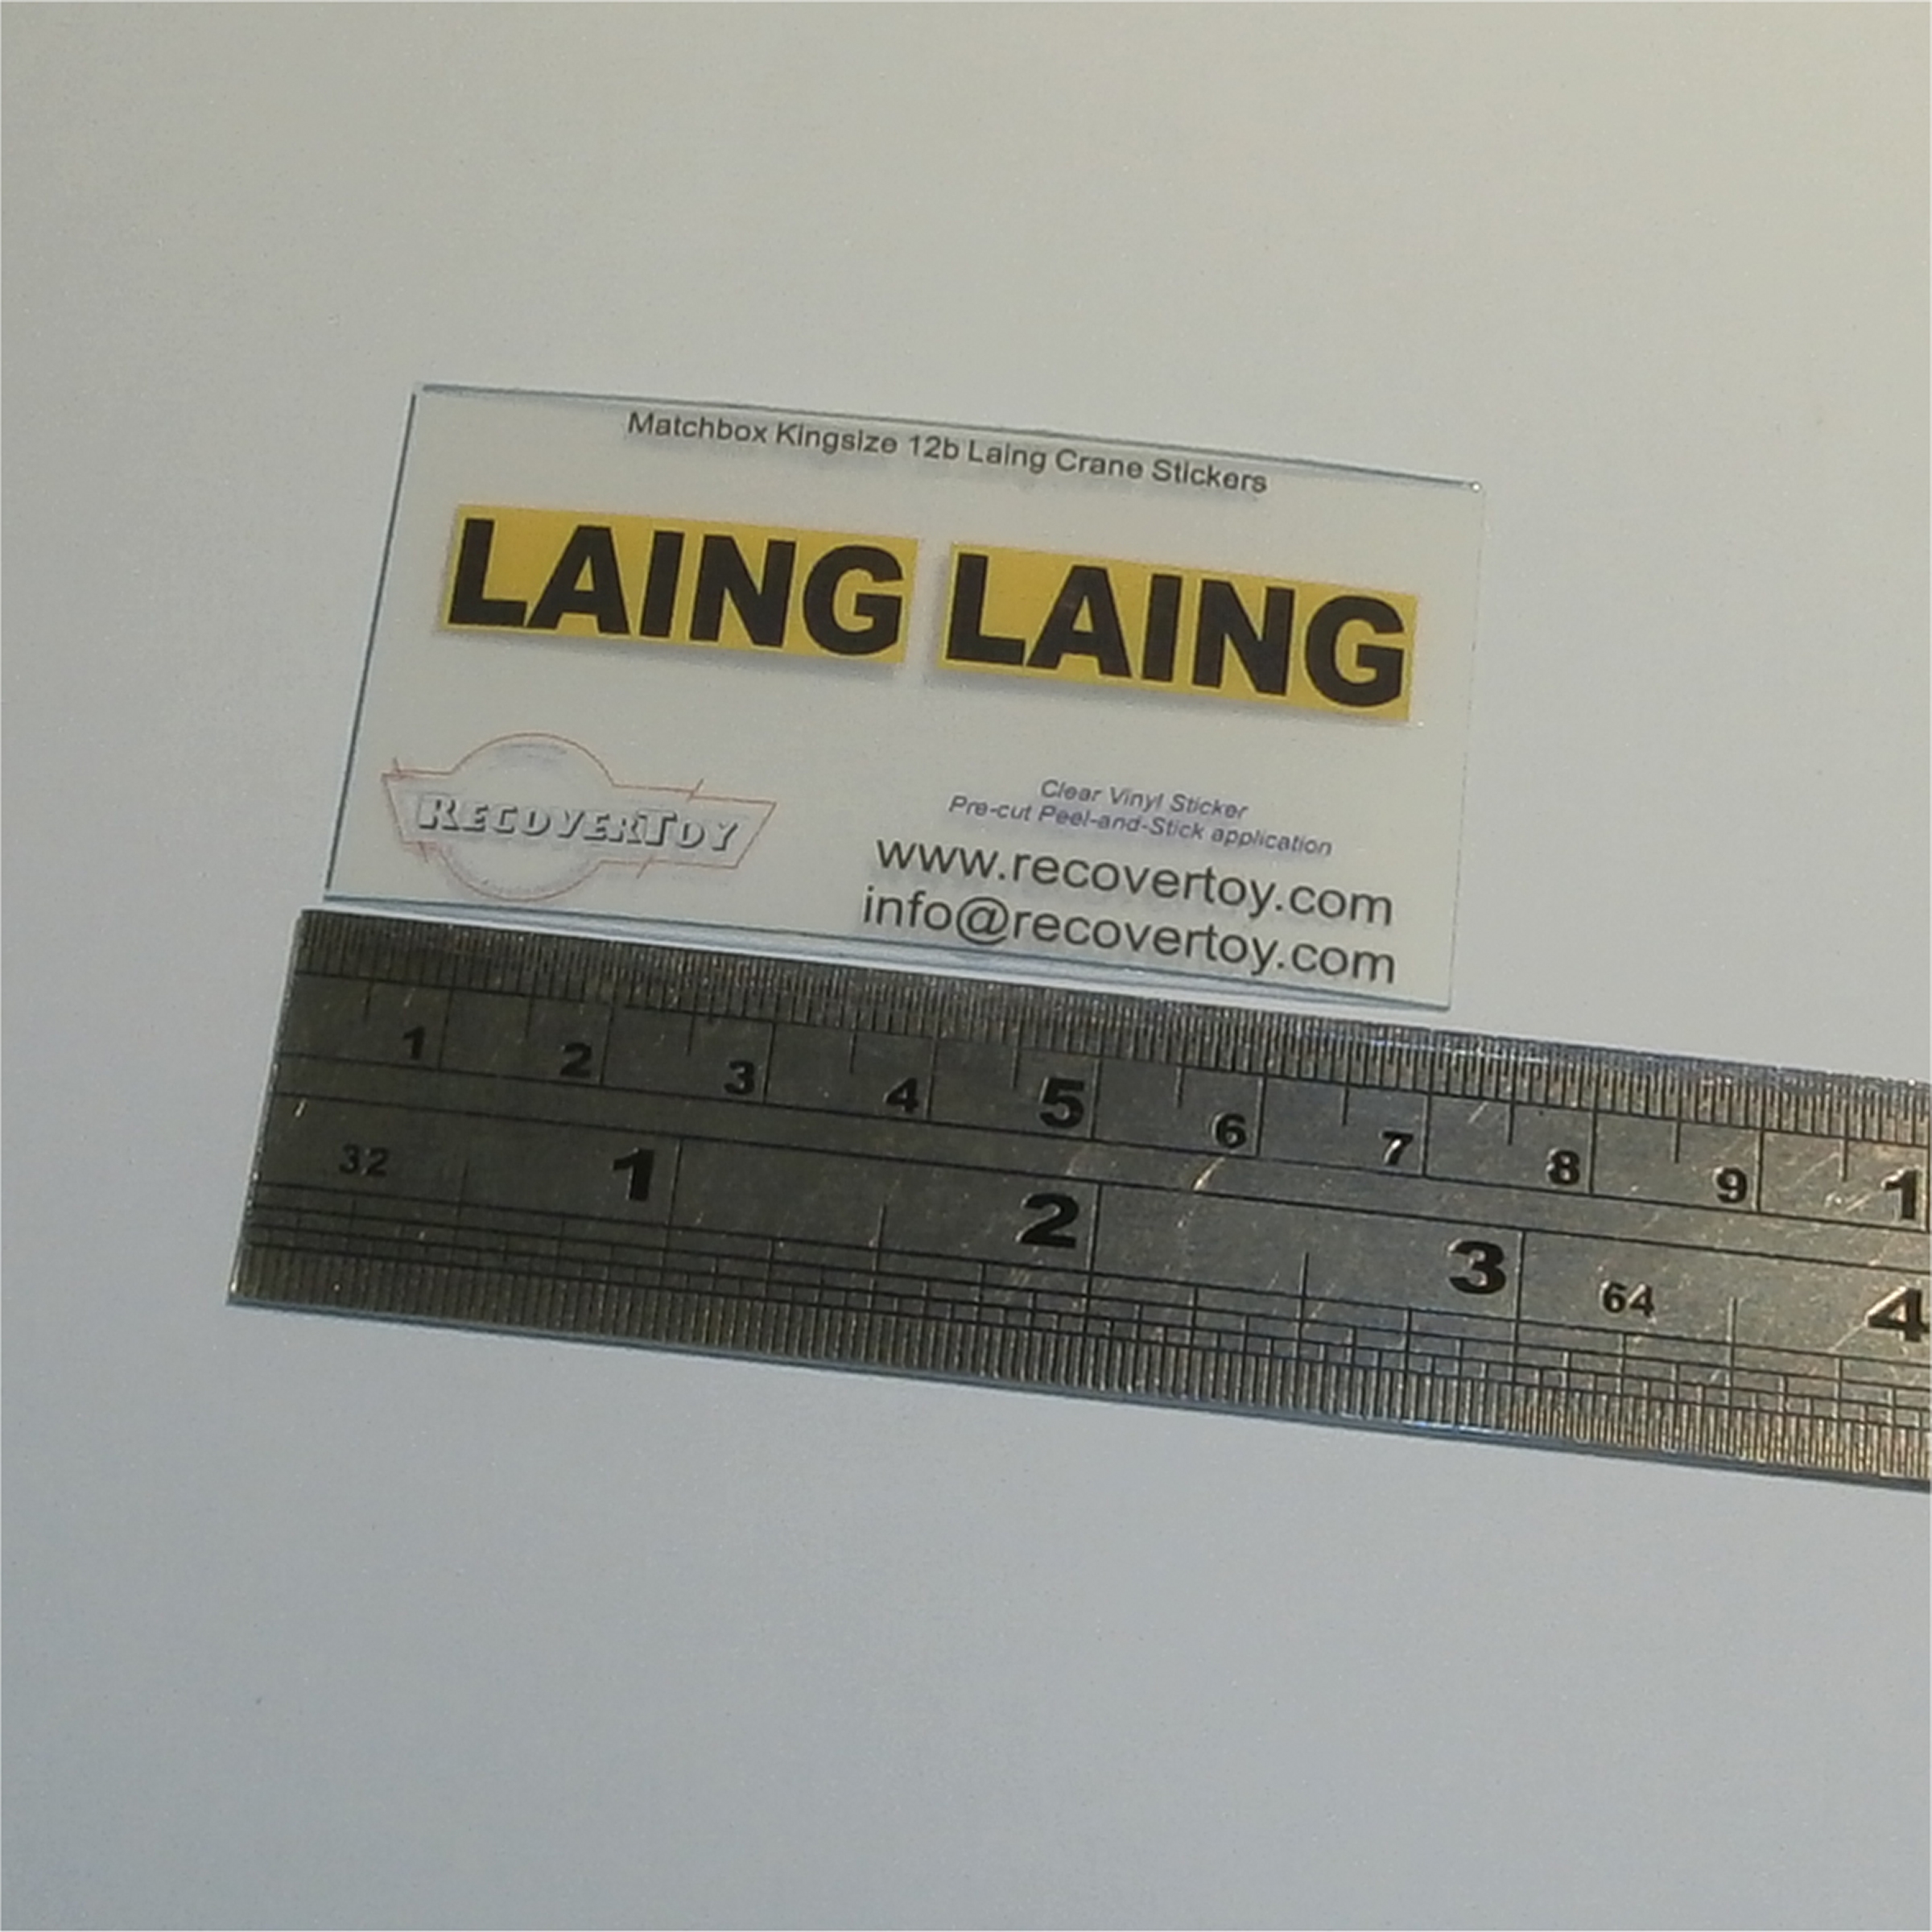 Matchbox Kingsize 12b Laing Crane Stickers
LAING LAING
RECOVERTOY
Clear Vinyl Sticker
Pre-cut Peel-and-Stick application
www.recovertoy.com
info@recovertoy.com
1 2 3 4 5 6 7 8 9 1
32 1 2 3 64 4